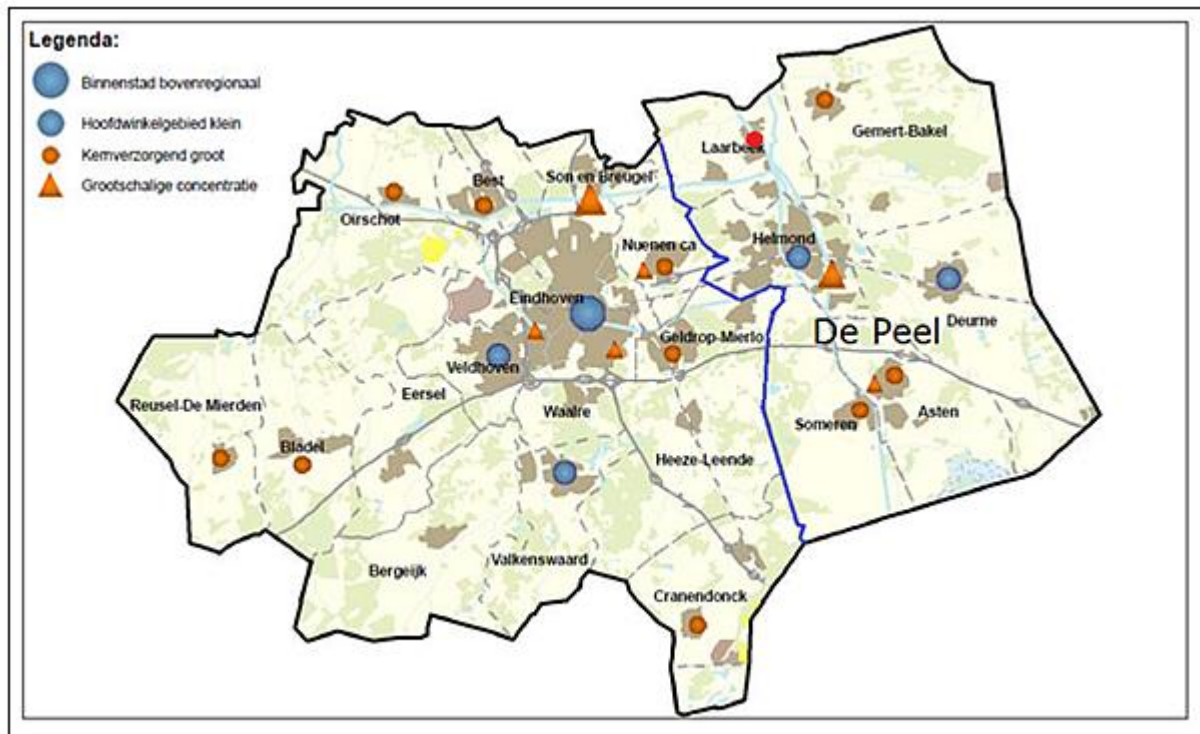 Legenda:
Binnenstad bovenregionaal
Hoofdwinkelgebied klein
Kernverzorgend groot
Grootschalige concentratie
Gemert-Bakel
Laarbeek
Best
Son en Breugel
Oirschot
Helmond
Nuenen ca
Eindhoven
De Peel
Deurne
Geldrop-Mierlo
Veldhoven
Eersel
Reusel-De Mierden
Waalre
Asten
Someren
Bladel
Heeze-Leende
Valkenswaard
Bergeijk
Cranendonck